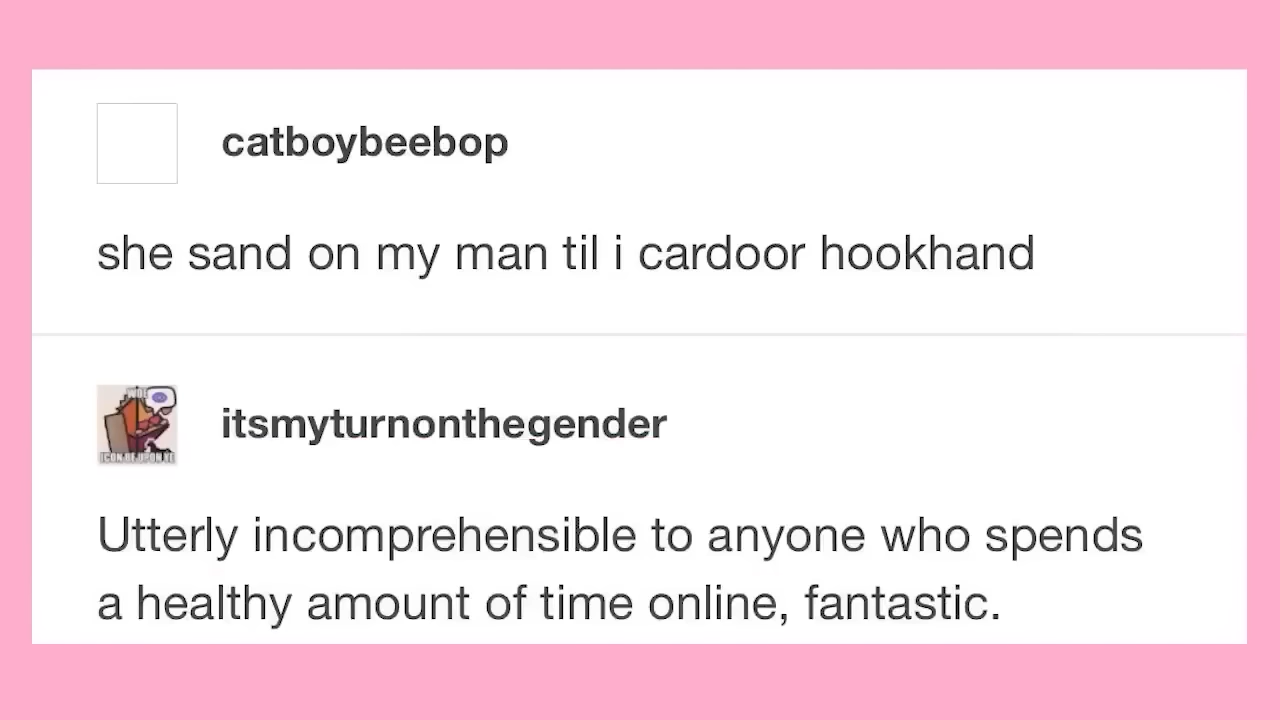 catboybeebop
she sand on my man til i cardoor hookhand
itsmyturnonthegender
Utterly incomprehensible to anyone who spends
a healthy amount of time online, fantastic.